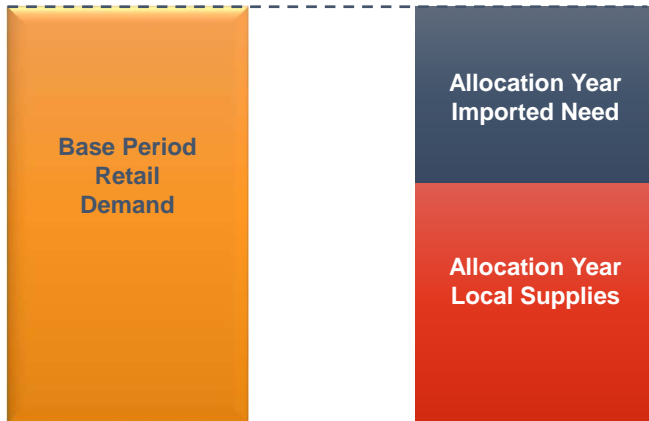 Base Period
Retail
Demand
Allocation Year
Imported Need
Allocation Year
Local Supplies